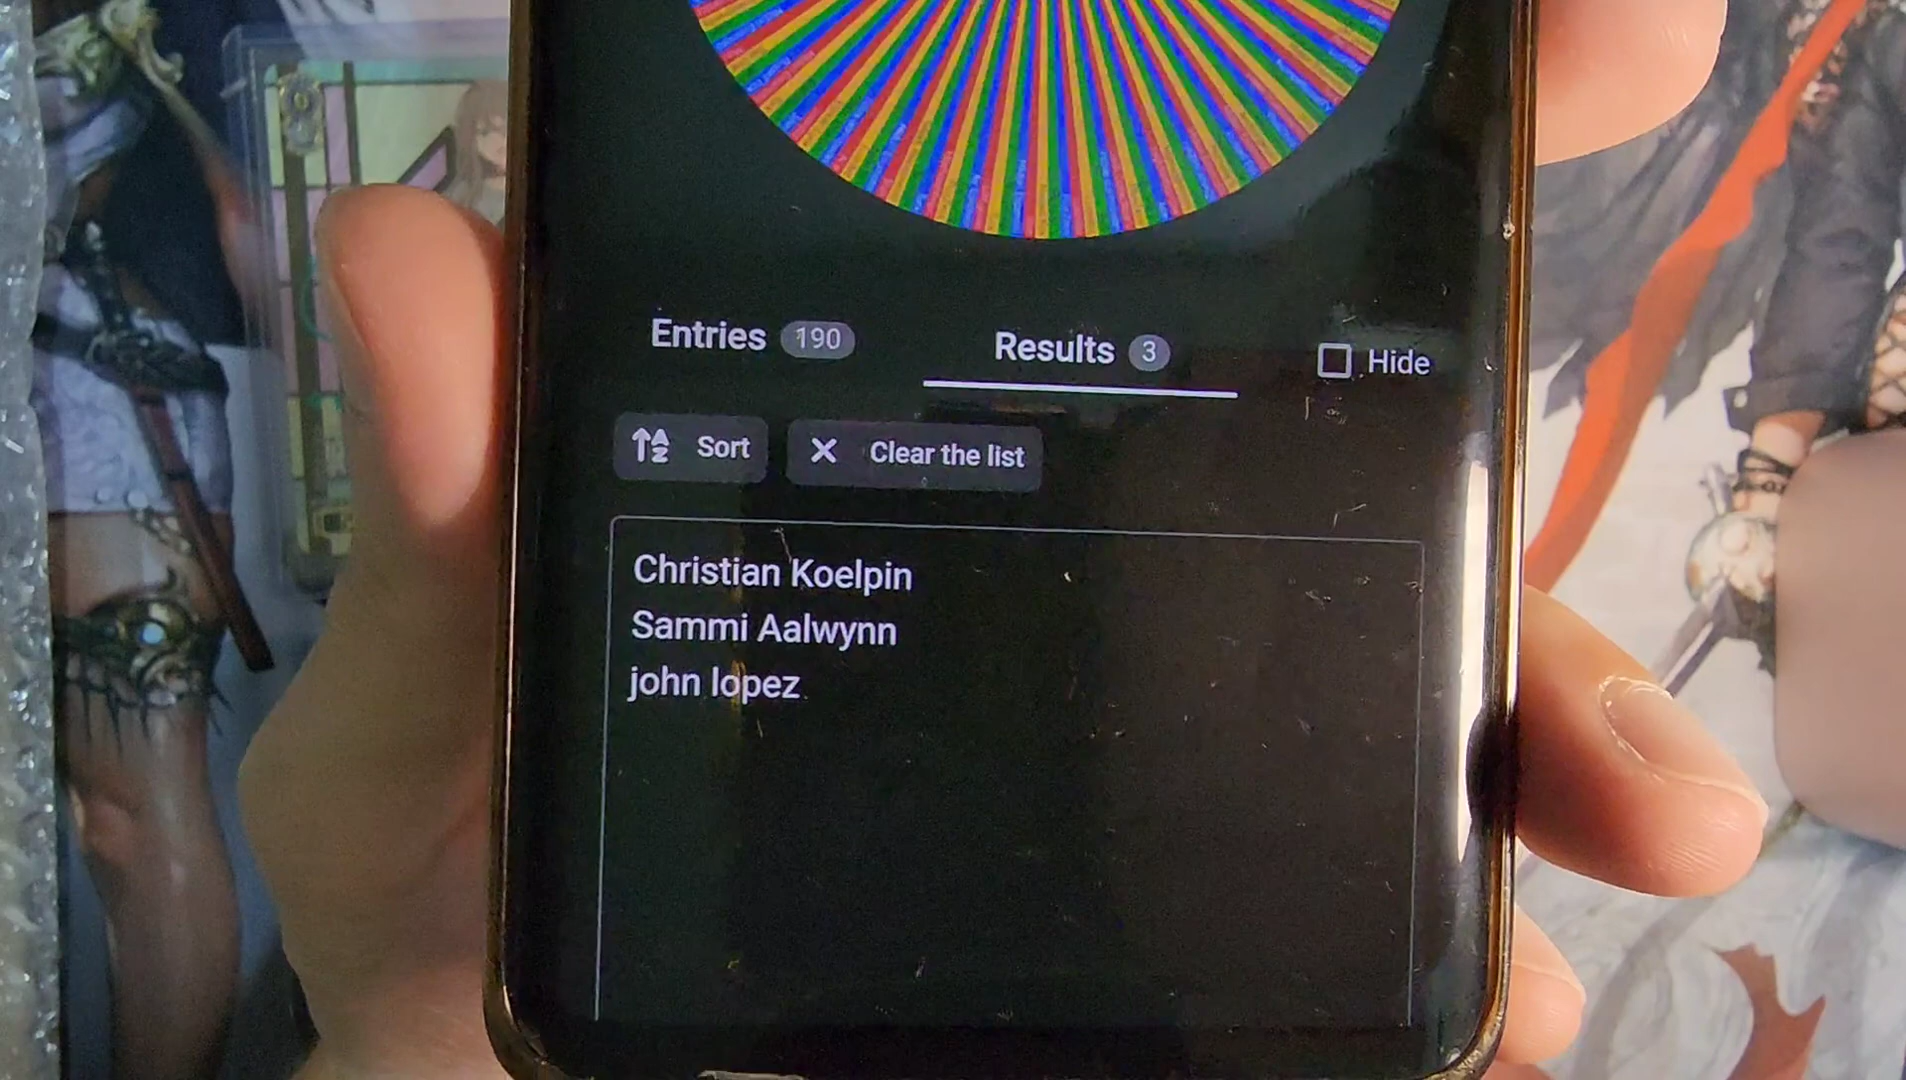 Entries 190 Results 3 Hide
Sort Clear the list
Christian Koelpin
Sammi Aalwynn
john lopez